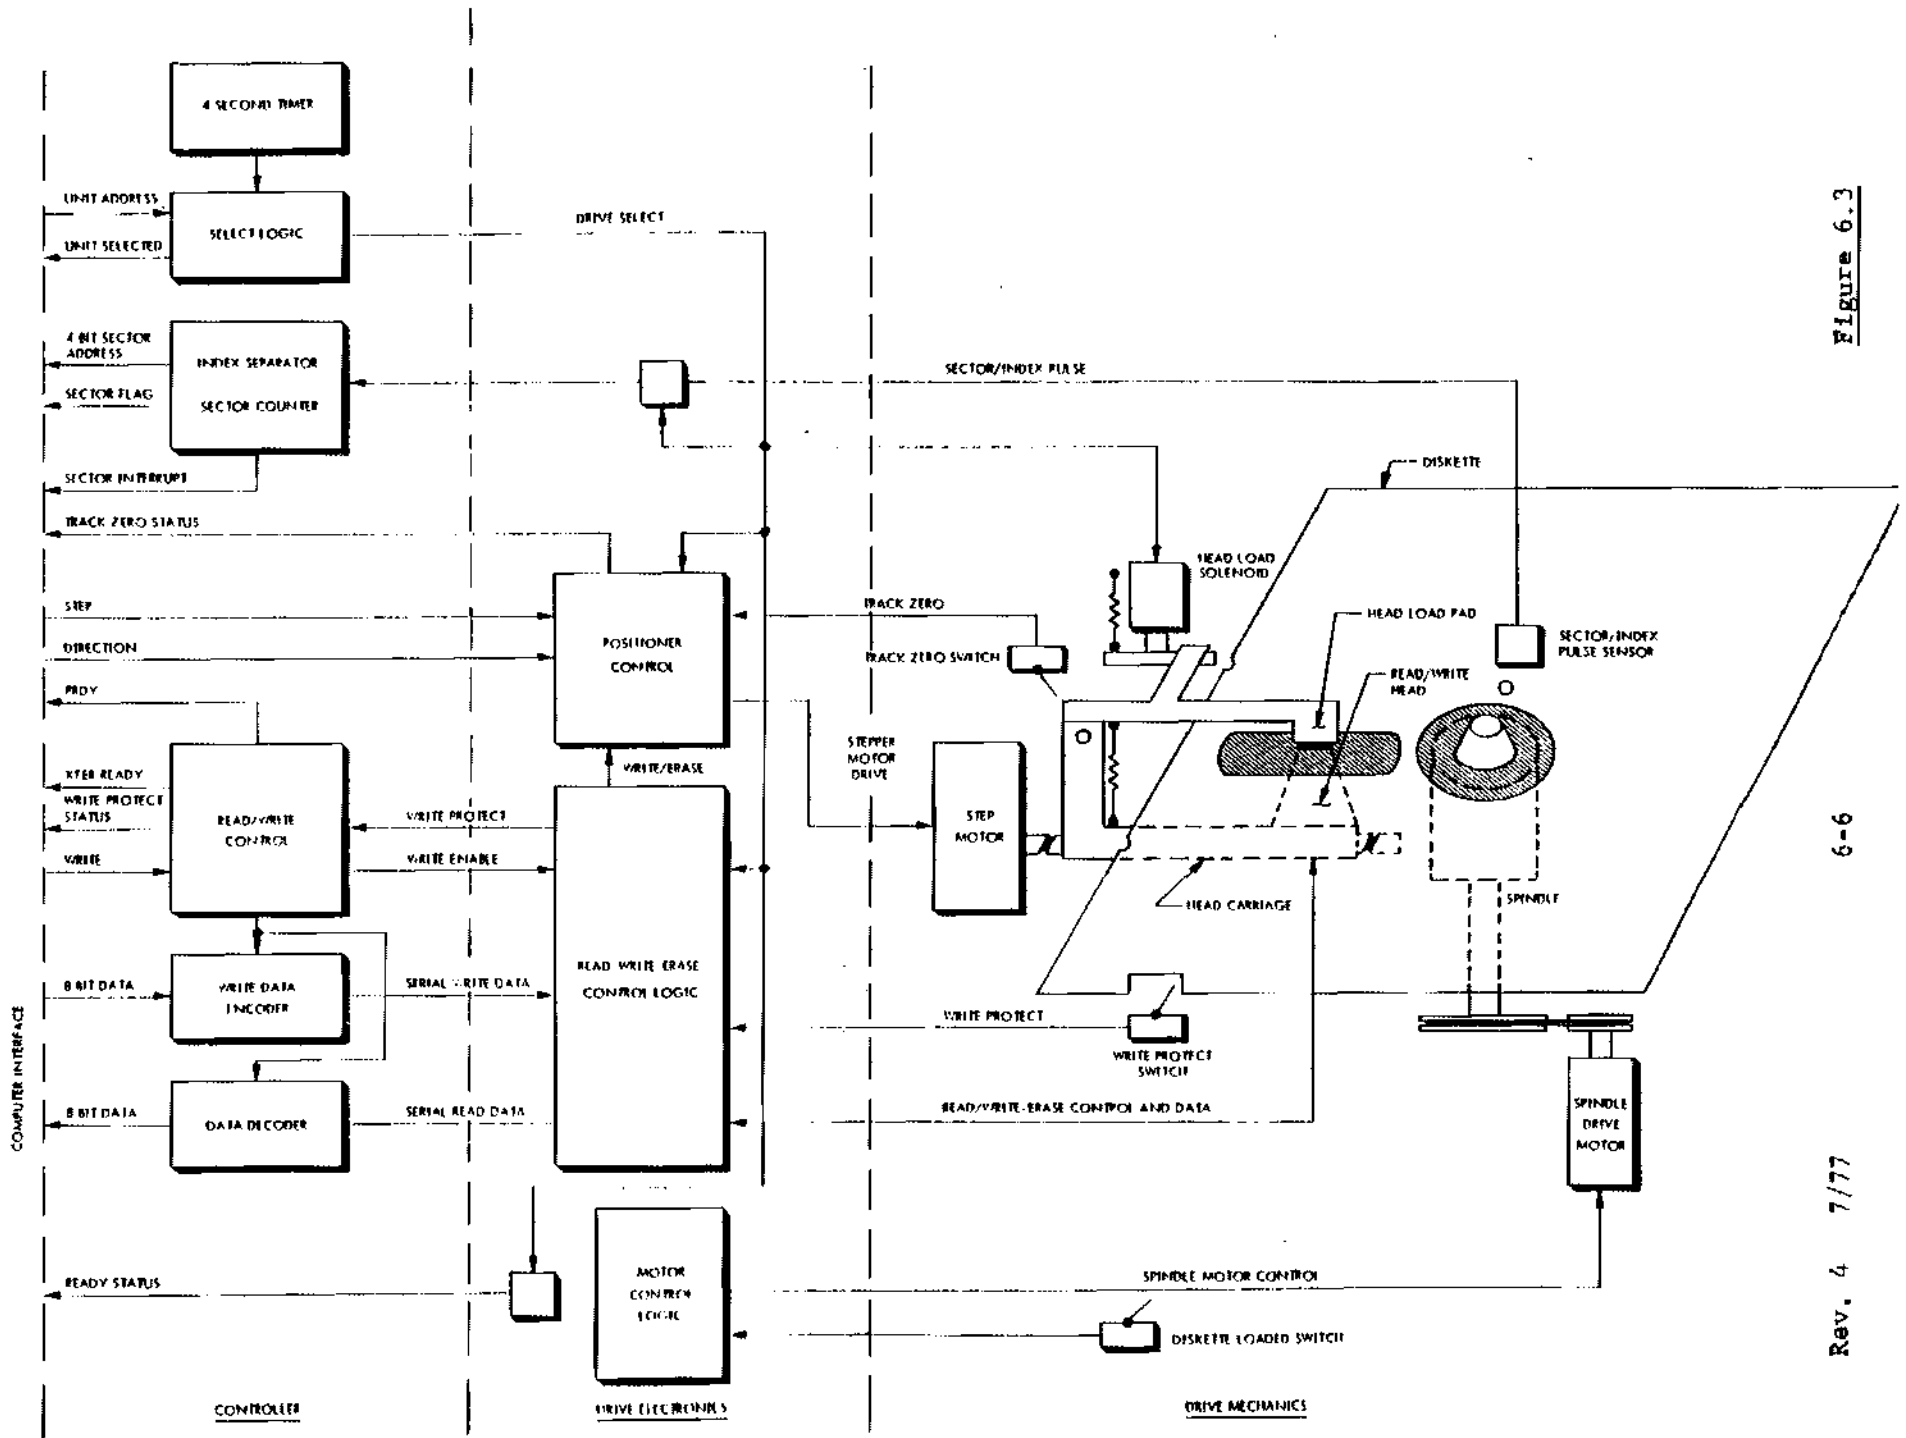 4 SECOND TIMER
UNIT ADDRESS
SELECT LOGIC
UNIT SELECTED
DRIVE SELECT
4 BIT SECTOR
ADDRESS
INDEX SEPARATOR
SECTOR COUNTER
SECTOR FLAG
SECTOR/INDEX PULSE
SECTOR INTERRUPT
TRACK ZERO STATUS
DISKETTE
HEAD LOAD
SOLENOID
STEP
DIRECTION
POSITIONER
CONTROL
TRACK ZERO
TRACK ZERO SWITCH
HEAD LOAD PAD
SECTOR/INDEX
PULSE SENSOR
READ/WRITE
HEAD
PRDY
STEPPER
MOTOR
DRIVE
WRITE/ERASE
XFER READY
WRITE PROTECT
STATUS
READ/WRITE
CONTROL
WRITE
WRITE PROTECT
WRITE ENABLE
STEP
MOTOR
HEAD CARRIAGE
SPINDLE
8 BIT DATA
WRITE DATA
ENCODER
SERIAL WRITE DATA
READ WRITE ERASE
CONTROL LOGIC
WRITE PROTECT
WRITE PROTECT
SWITCH
8 BIT DATA
DATA DECODER
SERIAL READ DATA
READ/WRITE-ERASE CONTROL AND DATA
SPINDLE
DRIVE
MOTOR
READY STATUS
MOTOR
CONTROL
LOGIC
SPINDLE MOTOR CONTROL
DISKETTE LOADED SWITCH
COMPUTER INTERFACE
CONTROLLER
DRIVE ELECTRONICS
DRIVE MECHANICS
Figure 6.3
6-6
Rev. 4 7/77